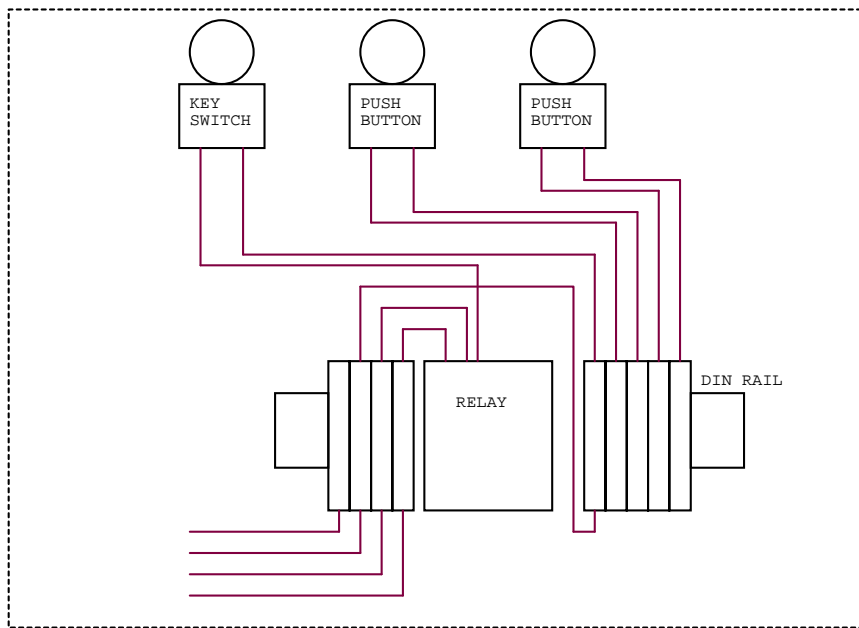 KEY
SWITCH
PUSH
BUTTON
PUSH
BUTTON
DIN RAIL
RELAY